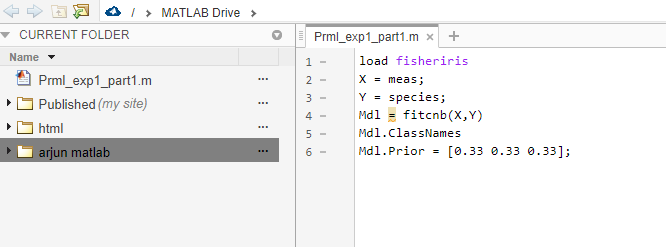 / › MATLAB Drive ›
CURRENT FOLDER
Name
Prml_exp1_part1.m ...
Published (my site) ...
html ...
arjun matlab ...
Prml_exp1_part1.m × +
1 – load fisheriris
2 – X = meas;
3 – Y = species;
4 – Mdl = fitcnb(X,Y)
5 – Mdl.ClassNames
6 – Mdl.Prior = [0.33 0.33 0.33];